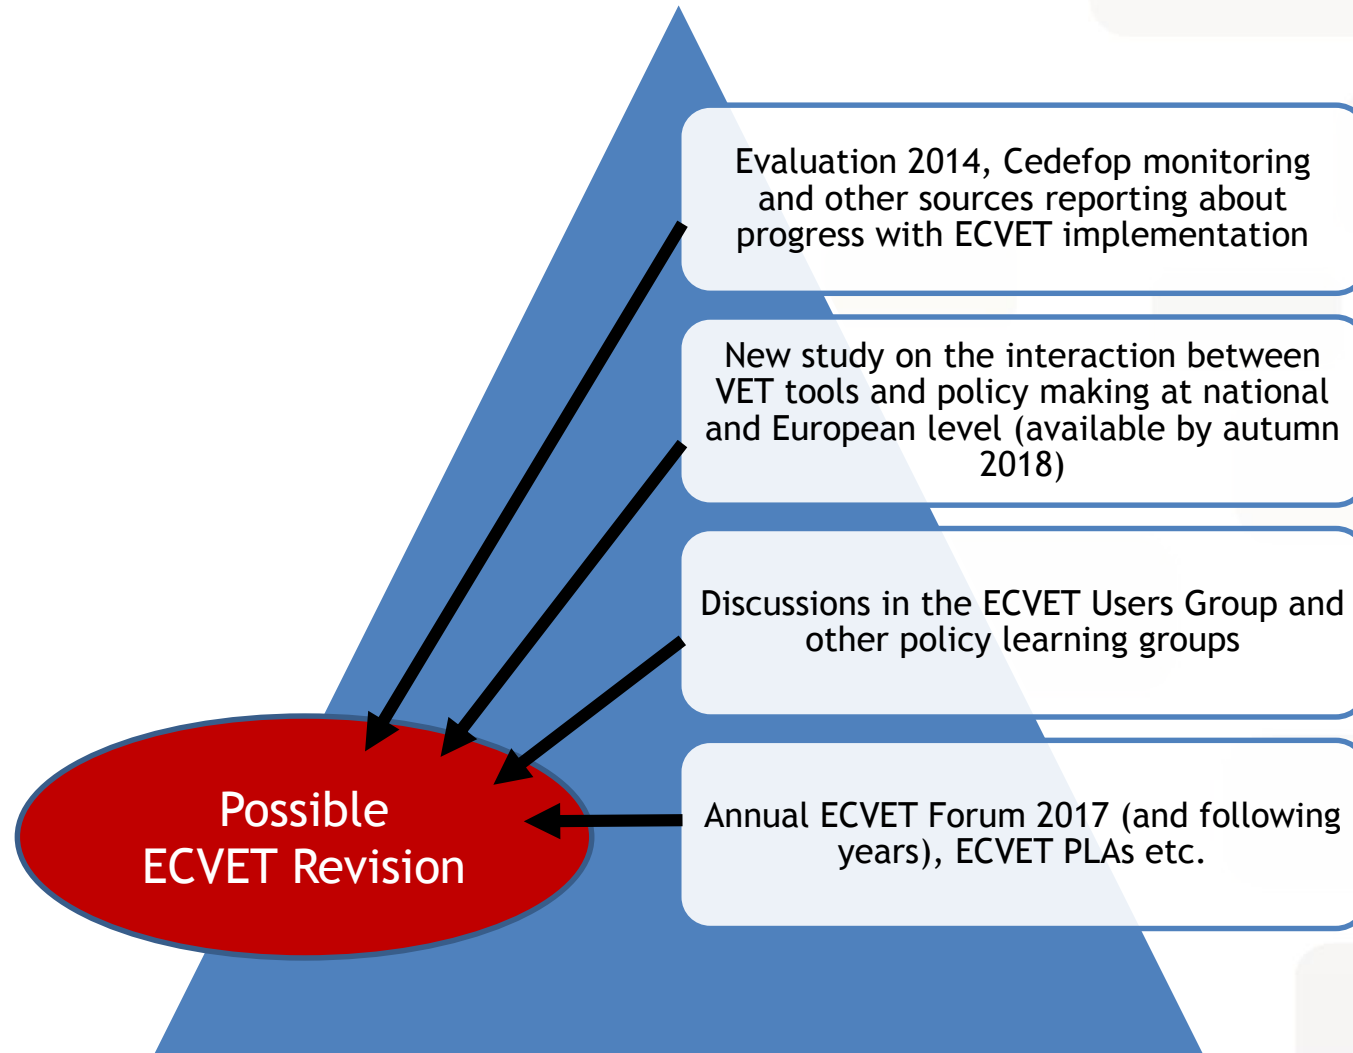 Evaluation 2014, Cedefop monitoring
and other sources reporting about
progress with ECVET implementation
New study on the interaction between
VET tools and policy making at national
and European level (available by autumn
2018)
Discussions in the ECVET Users Group and
other policy learning groups
Annual ECVET Forum 2017 (and following
years), ECVET PLAs etc.
Possible
ECVET Revision